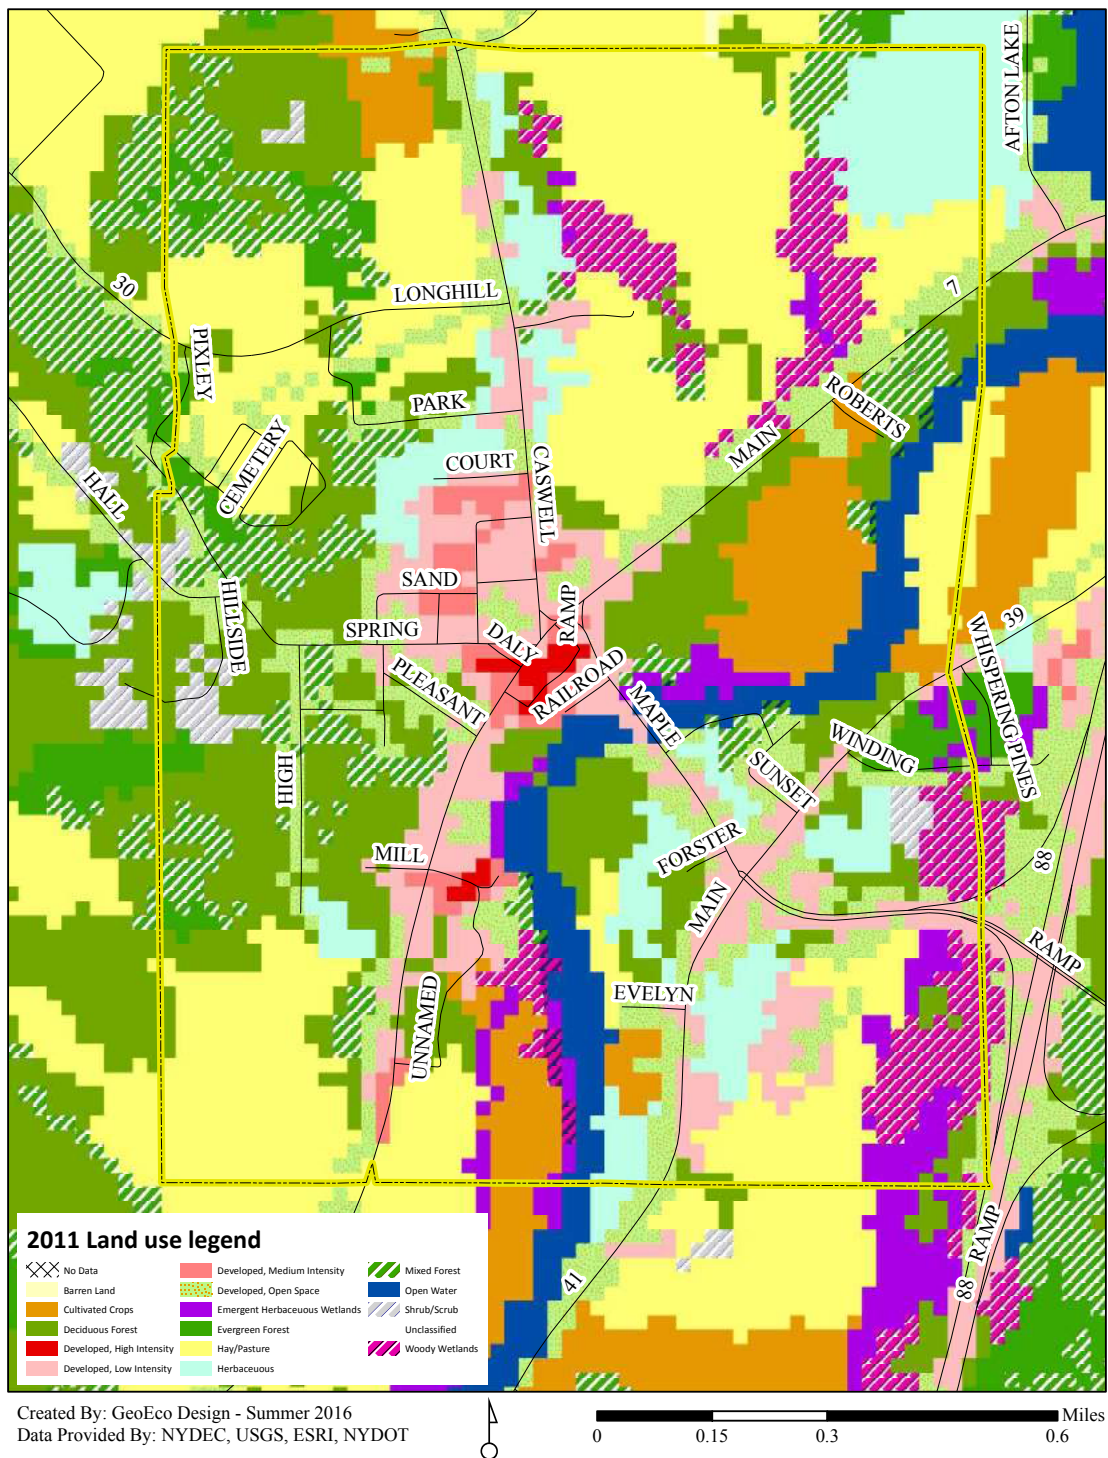 AFTON LAKE
30
LONGHILL
7
PIXLEY
PARK
ROBERTS
CEMETERY
MAIN
COURT
CASWELL
HALL
SAND
RAMP
HILLSIDE
SPRING
DALY
39
WHISPERING PINES
PLEASANT
RAILROAD
MAPLE
WINDING
HIGH
SUNSET
MILL
FORSTER
88
MAIN
RAMP
EVELYN
UNNAMED
RAMP
41
88
2011 Land use legend
No Data
Barren Land
Cultivated Crops
Deciduous Forest
Developed, High Intensity
Developed, Low Intensity
Developed, Medium Intensity
Developed, Open Space
Emergent Herbaceuous Wetlands
Evergreen Forest
Hay/Pasture
Herbaceuous
Mixed Forest
Open Water
Shrub/Scrub
Unclassified
Woody Wetlands
Created By: GeoEco Design - Summer 2016
Data Provided By: NYDEC, USGS, ESRI, NYDOT
Miles
0 0.15 0.3 0.6